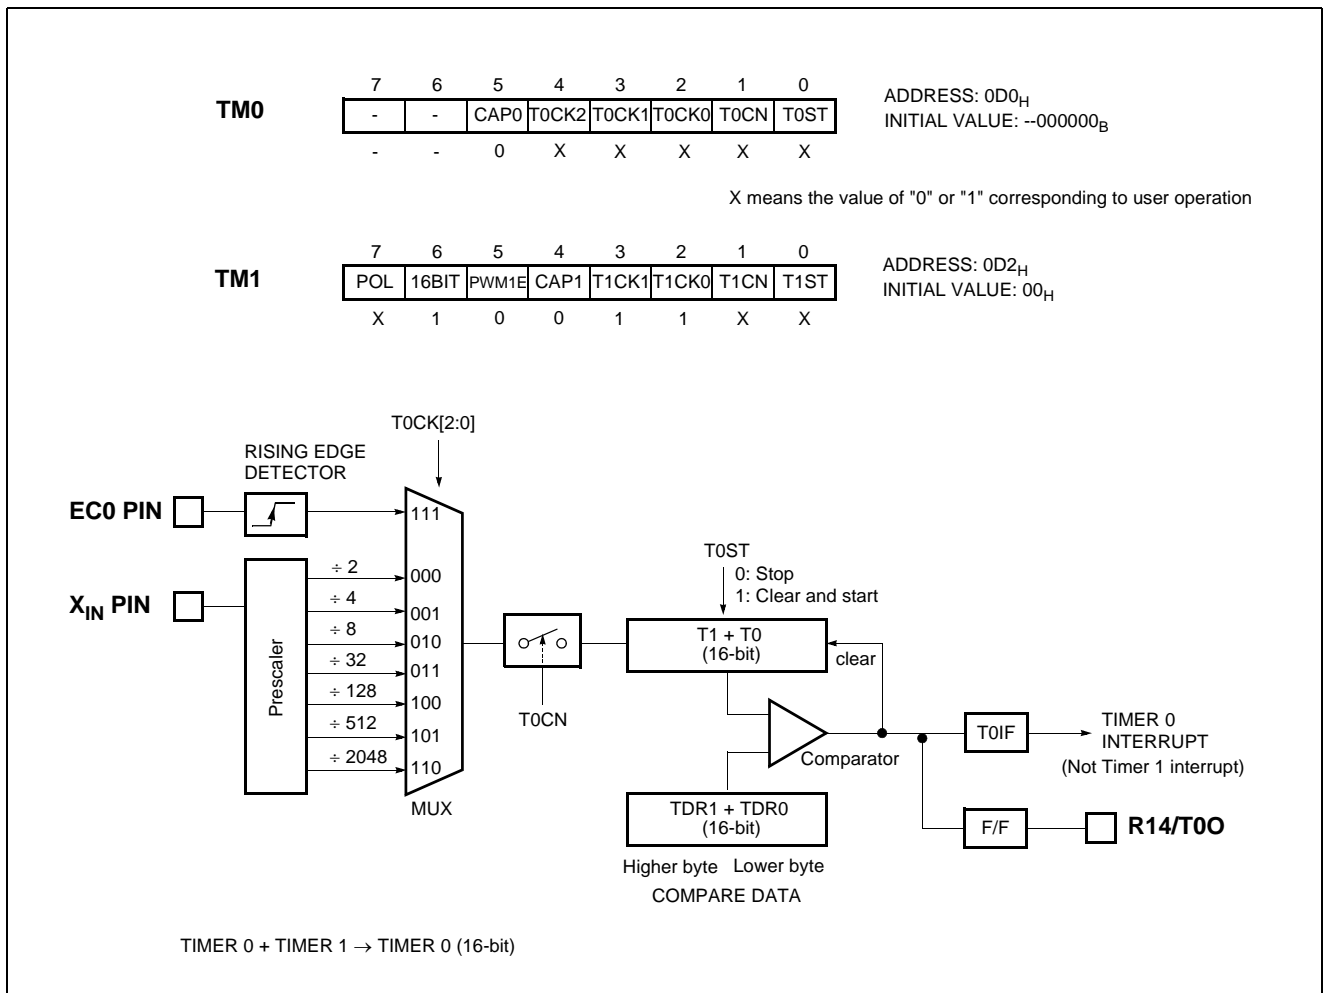 7 6 5 4 3 2 1 0
TM0 - - CAP0 T0CK2 T0CK1 T0CK0 T0CN T0ST
- - 0 X X X X X
ADDRESS: 0D0H
INITIAL VALUE: --000000B
X means the value of "0" or "1" corresponding to user operation
7 6 5 4 3 2 1 0
TM1 POL 16BIT PWM1E CAP1 T1CK1 T1CK0 T1CN T1ST
X 1 0 0 1 1 X X
ADDRESS: 0D2H
INITIAL VALUE: 00H
T0CK[2:0]
RISING EDGE
DETECTOR
EC0 PIN
111
XIN PIN
Prescaler
÷ 2 000
÷ 4 001
÷ 8 010
÷ 32 011
÷ 128 100
÷ 512 101
÷ 2048 110
MUX
T0CN
T0ST
0: Stop
1: Clear and start
T1 + T0
(16-bit)
clear
Comparator
T0IF
TIMER 0
INTERRUPT
(Not Timer 1 interrupt)
TDR1 + TDR0
(16-bit)
Higher byte Lower byte
COMPARE DATA
F/F
R14/T0O
TIMER 0 + TIMER 1 → TIMER 0 (16-bit)